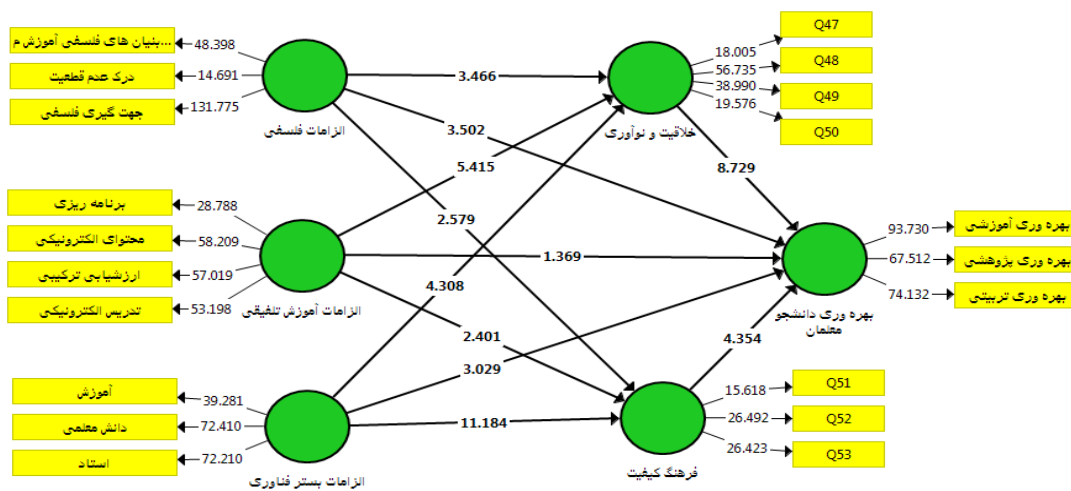 بنیان های فلسفی آموزش م...
درک عدم قطعیت
جهت گیری فلسفی
48.398
14.691
131.775
الزامات فلسفی
3.466
3.502
2.579
خلاقیت و نوآوری
18.005
56.735
38.990
19.576
Q47
Q48
Q49
Q50
8.729
برنامه ریزی
محتوای الکترونیکی
ارزشیابی ترکیبی
تدریس الکترونیکی
28.788
58.209
57.019
53.198
الزامات آموزش تلفیقی
5.415
1.369
2.401
بهره وری دانشجو
معلمان
93.730
67.512
74.132
بهره وری آموزشی
بهره وری پژوهشی
بهره وری تربیتی
آموزش
دانش معلمی
استاد
39.281
72.410
72.210
الزامات بستر فناوری
4.308
3.029
11.184
فرهنگ کیفیت
4.354
15.618
26.492
26.423
Q51
Q52
Q53